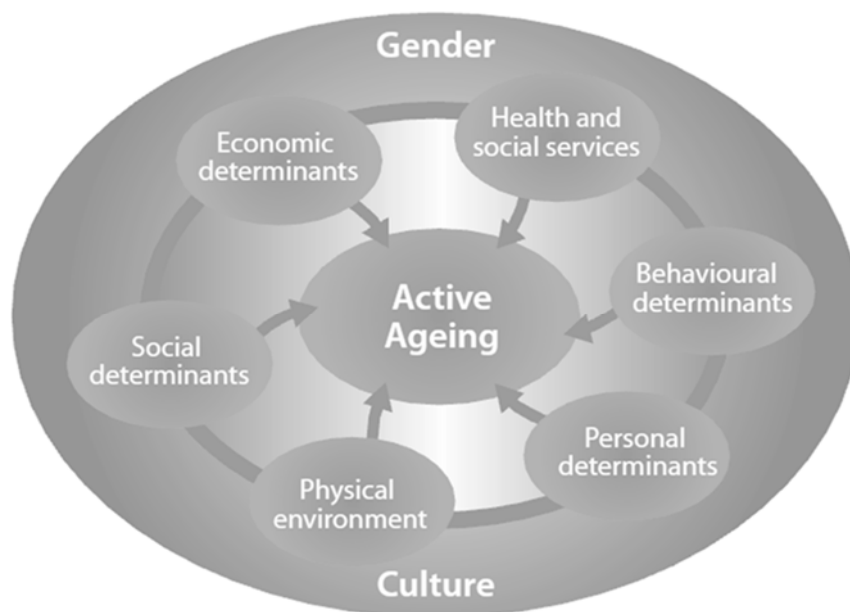 Gender
Economic
determinants
Health and
social services
Behavioural
determinants
Active
Ageing
Social
determinants
Personal
determinants
Physical
environment
Culture